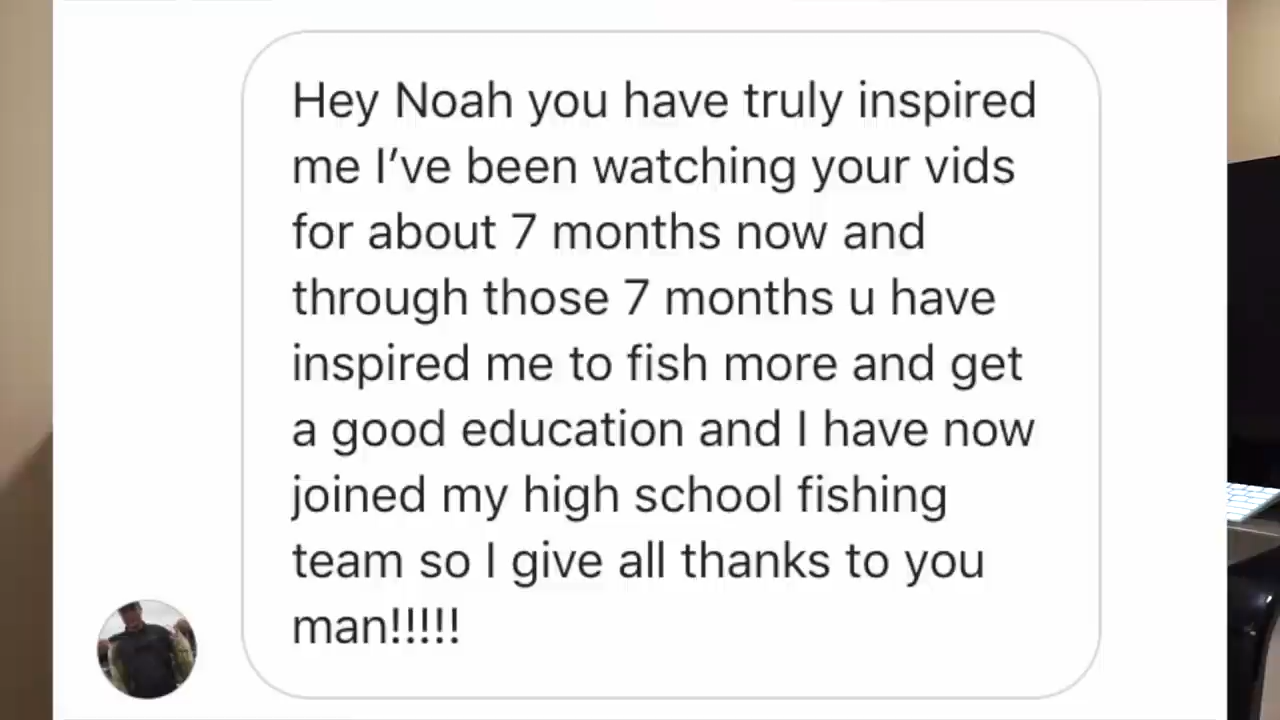 Hey Noah you have truly inspired
me I’ve been watching your vids
for about 7 months now and
through those 7 months u have
inspired me to fish more and get
a good education and I have now
joined my high school fishing
team so I give all thanks to you
man!!!!!